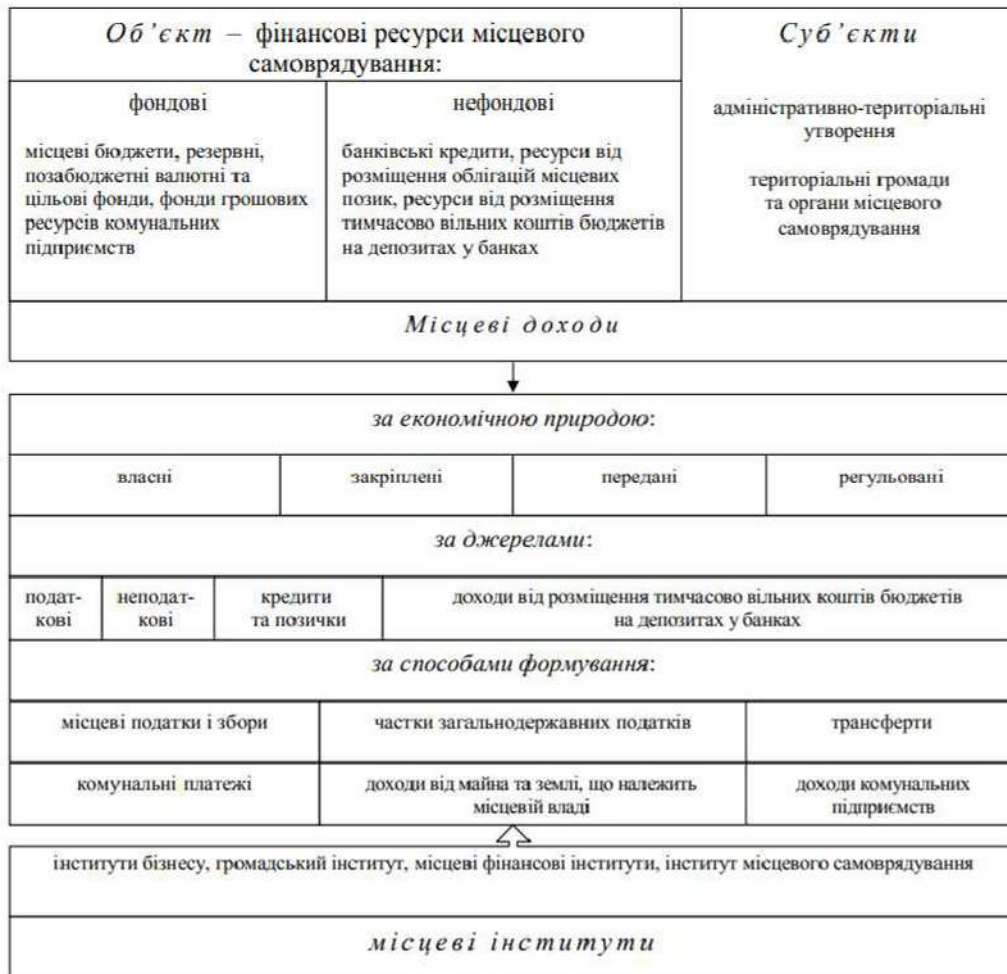 Об’єкт – фінансові ресурси місцевого
самоврядування:
Суб’єкти
фондові
місцеві бюджети, резервні,
позабюджетні валютні та
цільові фонди, фонди грошових
ресурсів комунальних
підприємств
нефондові
банківські кредити, ресурси від
розміщення облігацій місцевих
позик, ресурси від розміщення
тимчасово вільних коштів бюджетів
на депозитах у банках
адміністративно-територіальні
утворення
територіальні громади
та органи місцевого
самоврядування
Місцеві доходи
за економічною природою:
власні
закріплені
передані
регульовані
за джерелами:
подат-
кові
неподат-
кові
кредити
та позички
доходи від розміщення тимчасово вільних коштів бюджетів
на депозитах у банках
за способами формування:
місцеві податки і збори
частки загальнодержавних податків
трансферти
комунальні платежі
доходи від майна та землі, що належить
місцевій владі
доходи комунальних
підприємств
інститути бізнесу, громадський інститут, місцеві фінансові інститути, інститут місцевого самоврядування
місцеві інститути